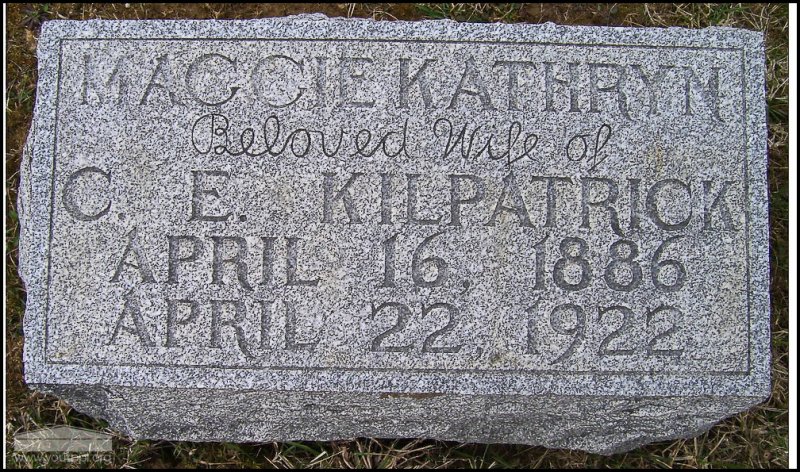 MAGGIE KATHRYN
Beloved Wife of
C. E. KILPATRICK
APRIL 16, 1886
APRIL 22, 1922